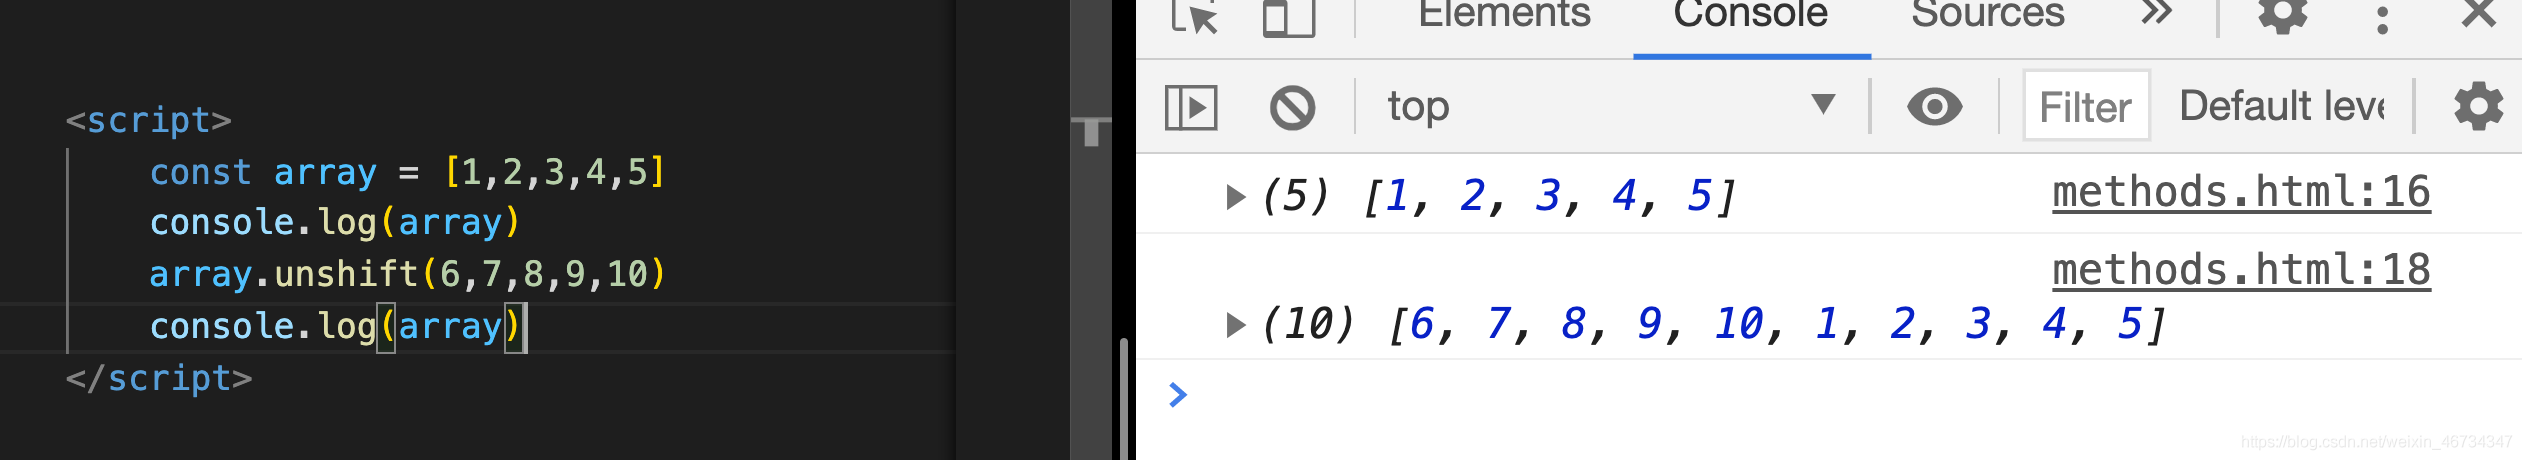 <script>
const array = [1,2,3,4,5]
console.log(array)
array.unshift(6,7,8,9,10)
console.log(array)
</script>
Elements Console Sources »
top ▼ Filter Default leve
(5) [1, 2, 3, 4, 5] methods.html:16
methods.html:18
(10) [6, 7, 8, 9, 10, 1, 2, 3, 4, 5]
>
https://blog.csdn.net/weixin_46734347